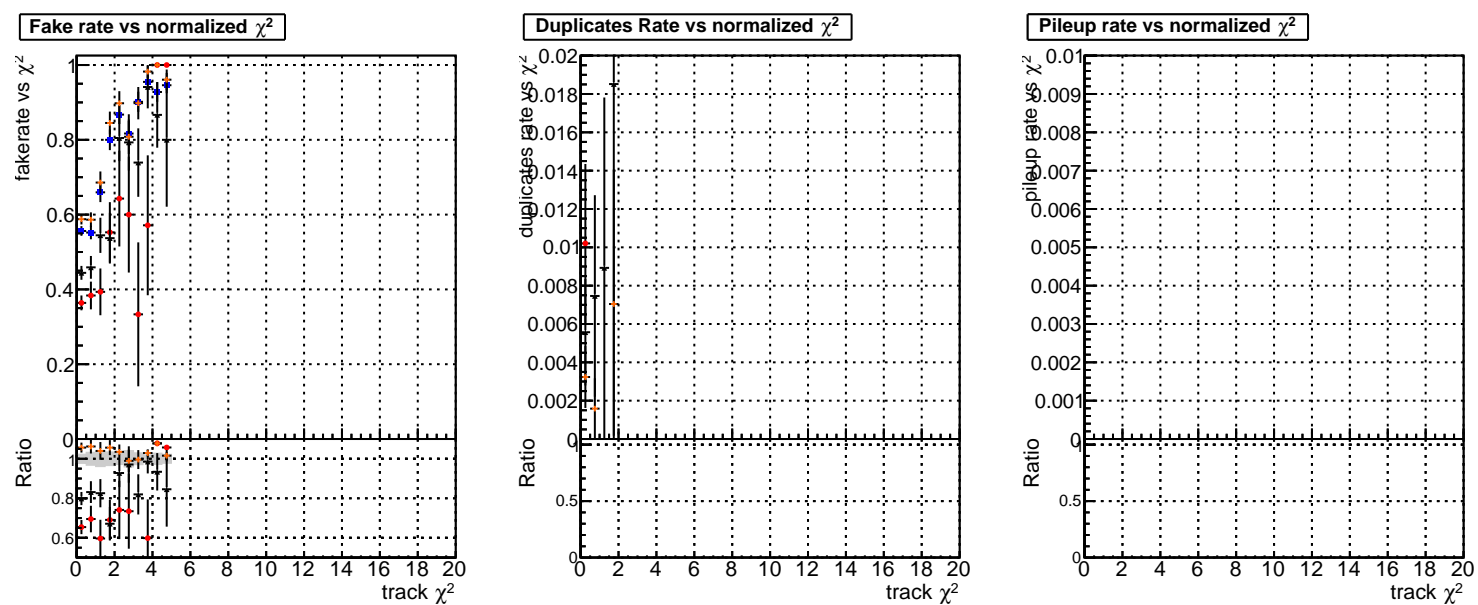 Fake rate vs normalized χ²
fakerate vs χ²
1
0.8
0.6
0.4
0.2
0
Ratio
1
0.8
0.6
0 2 4 6 8 10 12 14 16 18 20
track χ²
Duplicates Rate vs normalized χ²
duplicates rate vs χ²
0.02
0.018
0.016
0.014
0.012
0.01
0.008
0.006
0.004
0.002
0
Ratio
1
0.5
0
0 2 4 6 8 10 12 14 16 18 20
track χ²
Pileup rate vs normalized χ²
pileup rate vs χ²
0.01
0.009
0.008
0.007
0.006
0.005
0.004
0.003
0.002
0.001
0
Ratio
1
0.5
0
0 2 4 6 8 10 12 14 16 18 20
track χ²